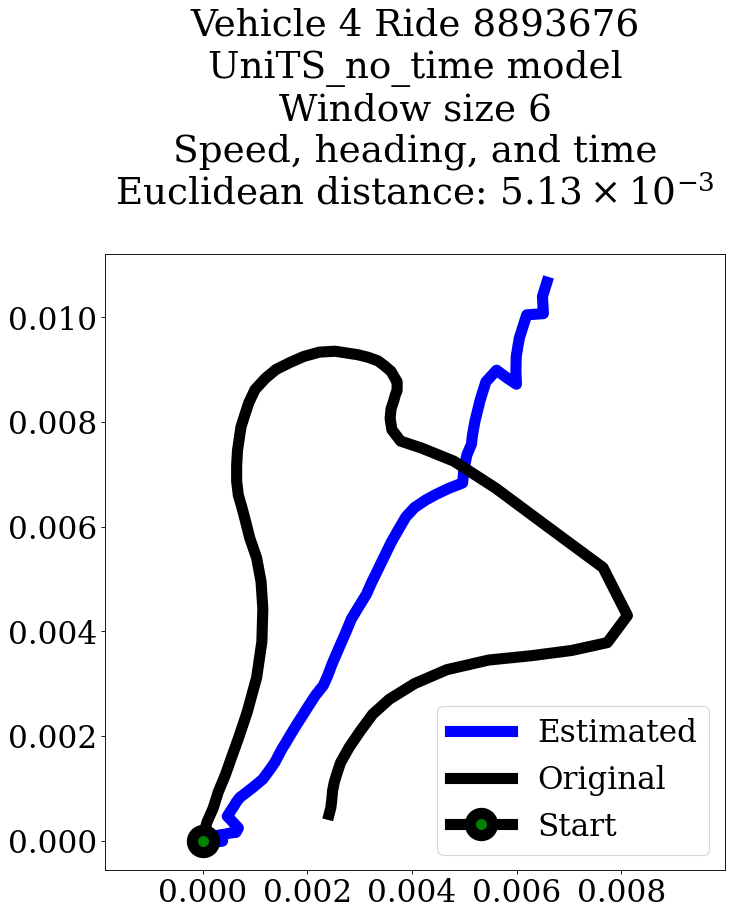 Vehicle 4 Ride 8893676
UniTS_no_time model
Window size 6
Speed, heading, and time
Euclidean distance: 5.13 × 10⁻³
0.010
0.008
0.006
0.004
0.002
0.000
Estimated
Original
Start
0.000 0.002 0.004 0.006 0.008